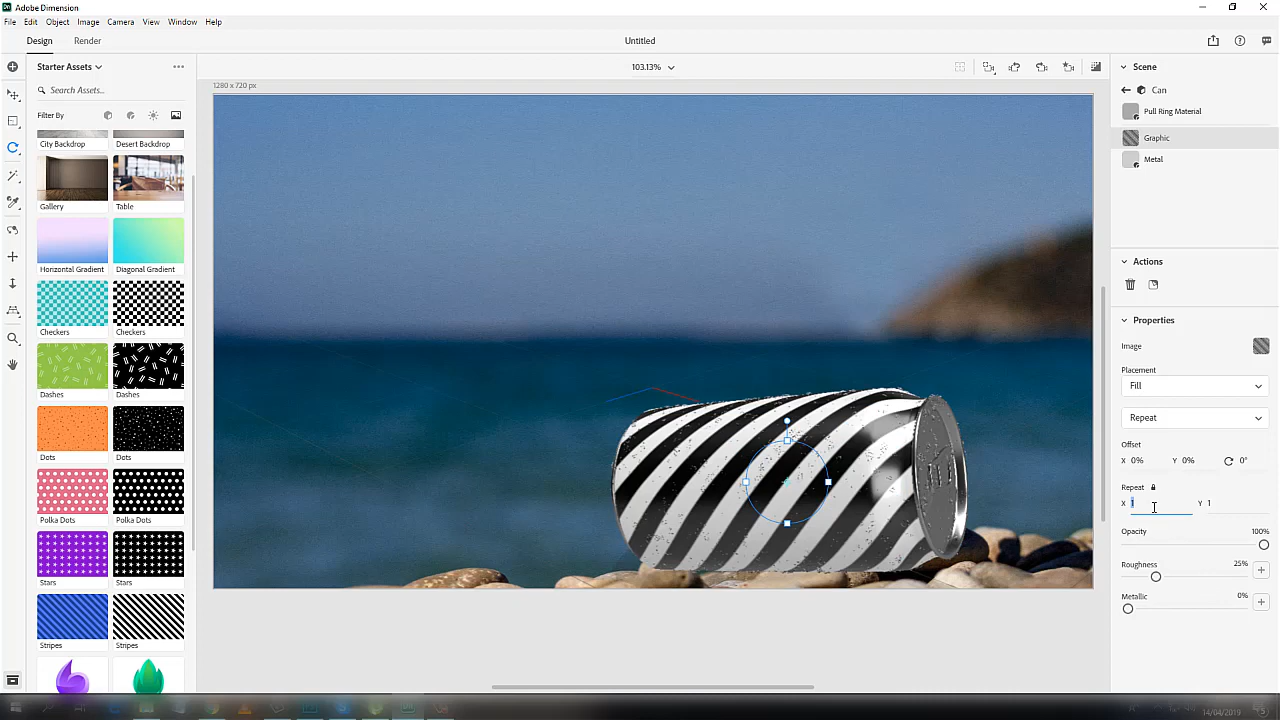 Adobe Dimension
File Edit Object Image Camera View Window Help
Design Render Untitled
Starter Assets 103.13% Scene
1280 x 720 px
Search Assets... Can
Filter By Pull Ring Material
Graphic
City Backdrop Desert Backdrop
Metal
Gallery Table
Horizontal Gradient Diagonal Gradient
Actions
Properties
Checkers Checkers
Image
Placement
Fill
Dashes Dashes
Repeat
Offset
Dots Dots
X 0% Y 0% 0°
Repeat
X 1 Y 1
Polka Dots Polka Dots
Opacity 100%
Roughness 25%
Stars Stars
Metallic 0%
Stripes Stripes
14/04/2019